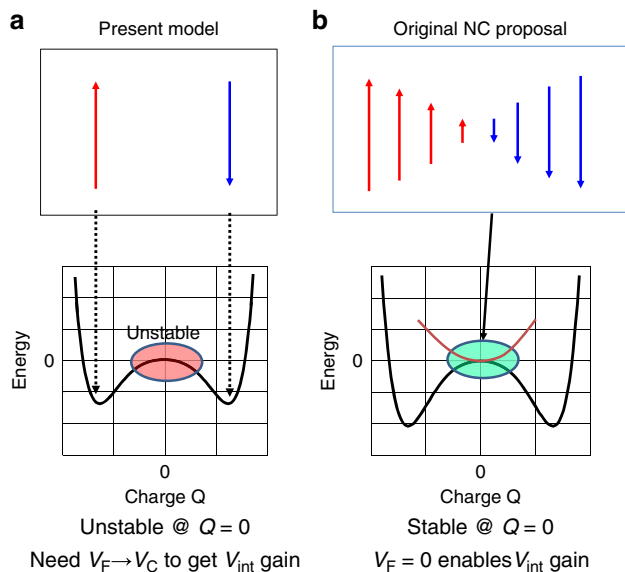 a
Present model
Unstable
Energy
0
0
Charge Q
Unstable @ Q = 0
Need V_F→V_C to get V_int gain
b
Original NC proposal
Energy
0
0
Charge Q
Stable @ Q = 0
V_F = 0 enables V_int gain